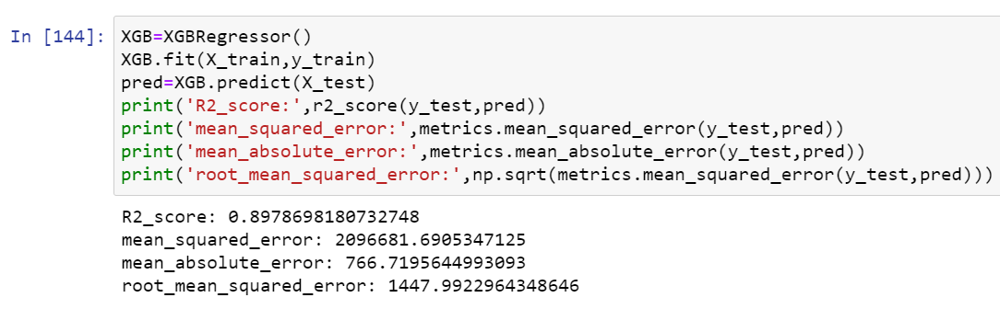 In [144]: XGB=XGBRegressor()
XGB.fit(X_train,y_train)
pred=XGB.predict(X_test)
print('R2_score:',r2_score(y_test,pred))
print('mean_squared_error:',metrics.mean_squared_error(y_test,pred))
print('mean_absolute_error:',metrics.mean_absolute_error(y_test,pred))
print('root_mean_squared_error:',np.sqrt(metrics.mean_squared_error(y_test,pred)))
R2_score: 0.8978698180732748
mean_squared_error: 2096681.6905347125
mean_absolute_error: 766.7195644993093
root_mean_squared_error: 1447.9922964348646